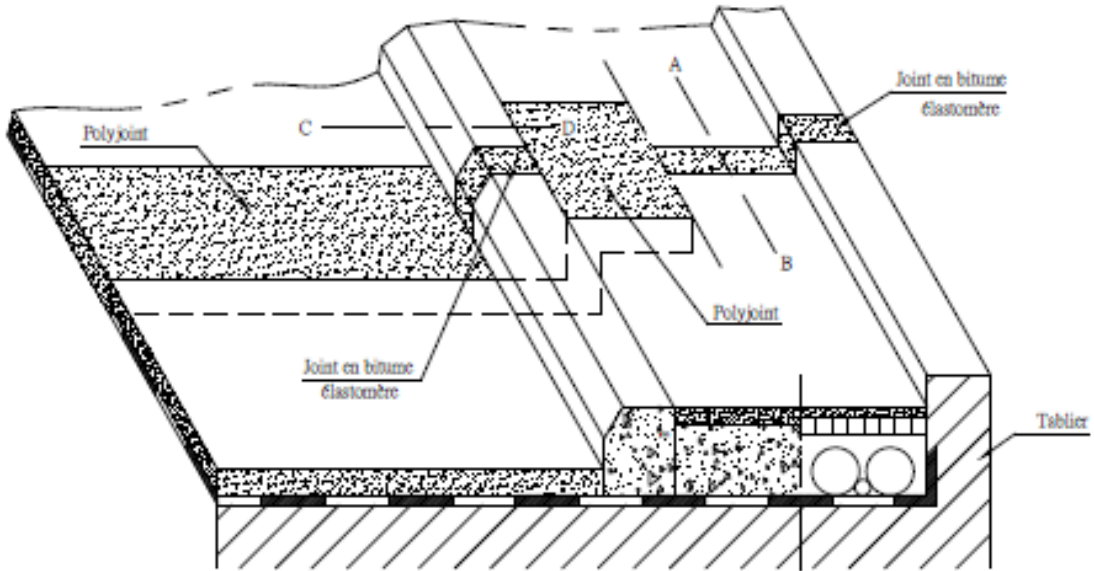 A
Joint en bitume
élastomère
Polyjoint
C
D
B
Polyjoint
Joint en bitume
élastomère
Tablier